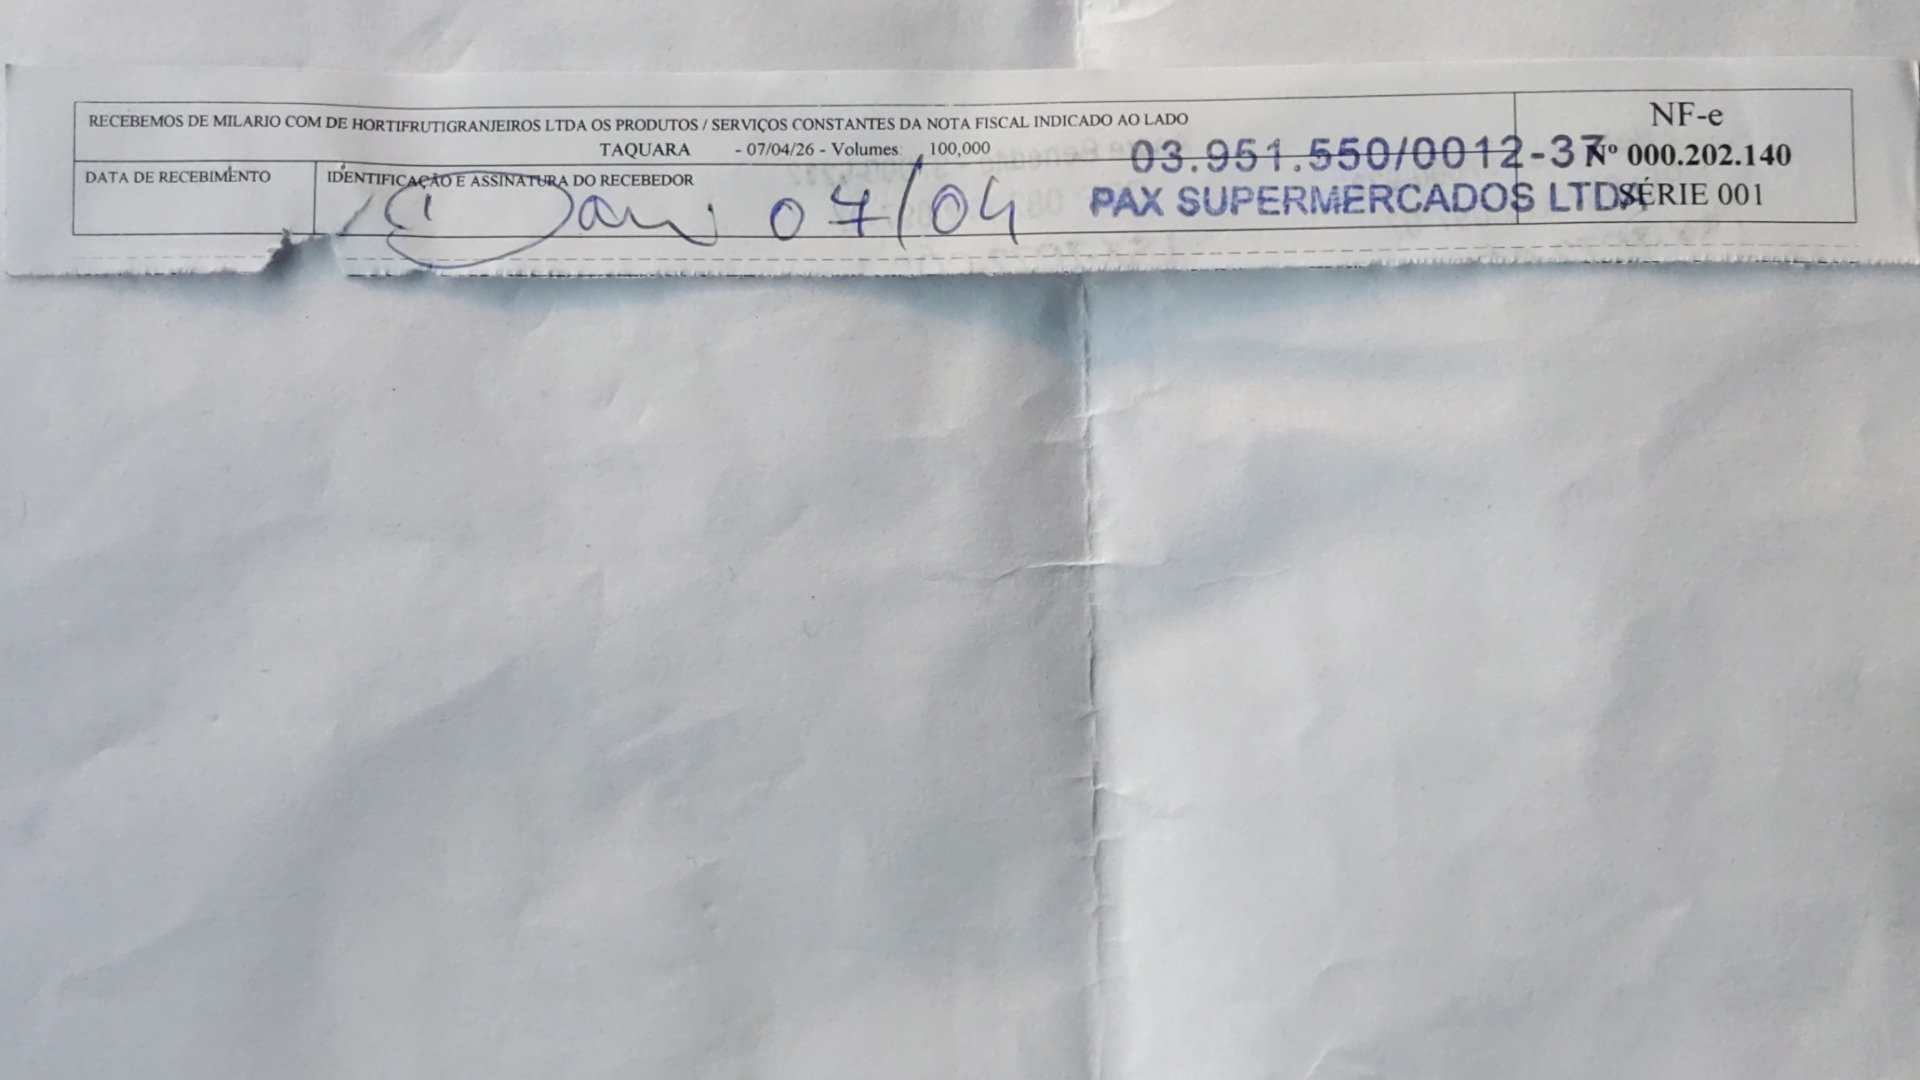 RECEBEMOS DE MILARIO COM DE HORTIFRUTIGRANJEIROS LTDA OS PRODUTOS / SERVIÇOS CONSTANTES DA NOTA FISCAL INDICADO AO LADO
TAQUARA - 07/04/26 - Volumes: 100,000
DATA DE RECEBIMENTO
IDENTIFICAÇÃO E ASSINATURA DO RECEBEDOR
07/04
03.951.550/0012-37
PAX SUPERMERCADOS LTDA
NF-e
Nº 000.202.140
SÉRIE 001